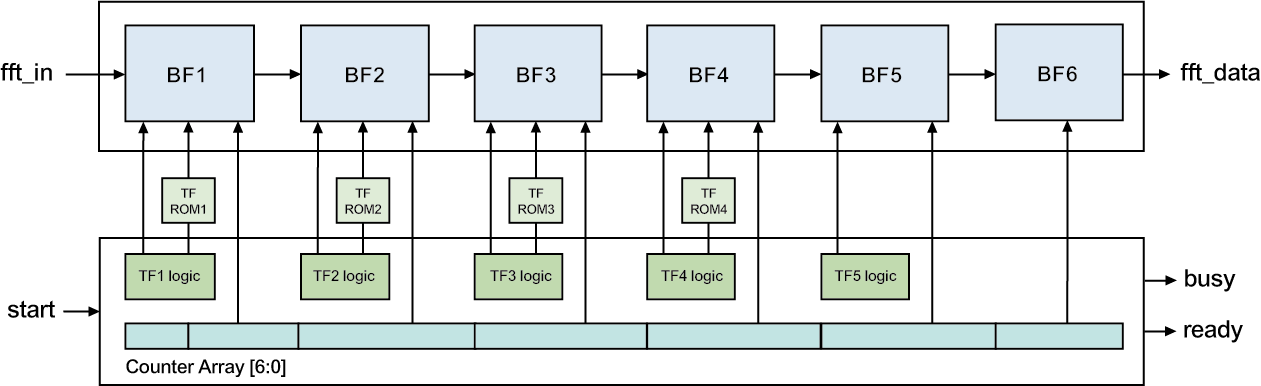 fft_in
BF1
BF2
BF3
BF4
BF5
BF6
fft_data
TF
ROM1
TF
ROM2
TF
ROM3
TF
ROM4
TF1 logic
TF2 logic
TF3 logic
TF4 logic
TF5 logic
busy
start
ready
Counter Array [6:0]